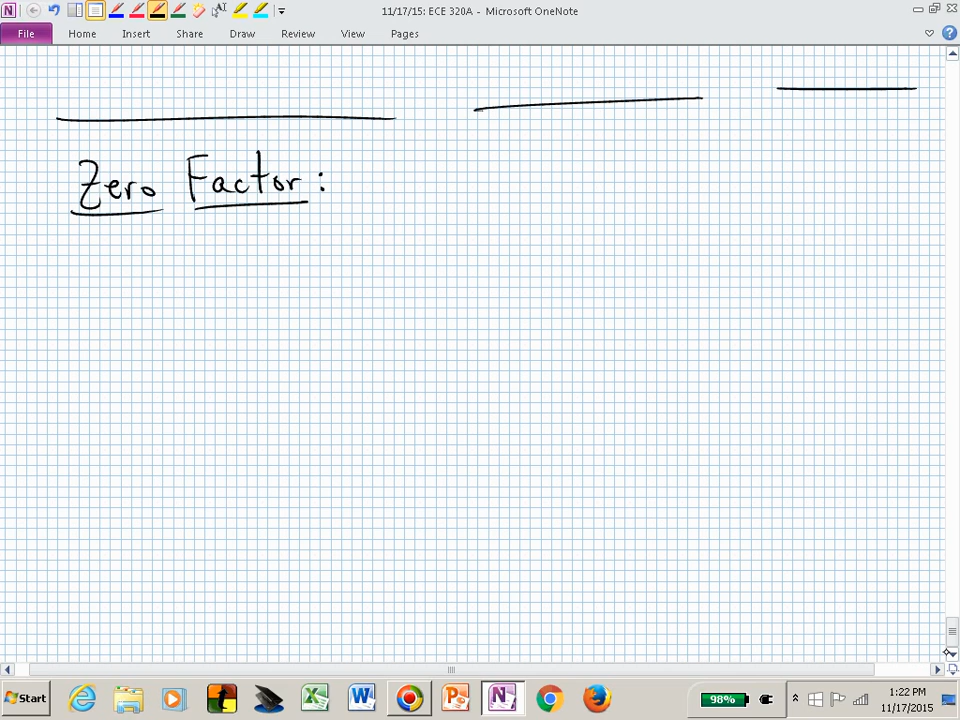 11/17/15: ECE 320A - Microsoft OneNote
File Home Insert Share Draw Review View Pages
Zero Factor:
Start 98% 1:22 PM
11/17/2015